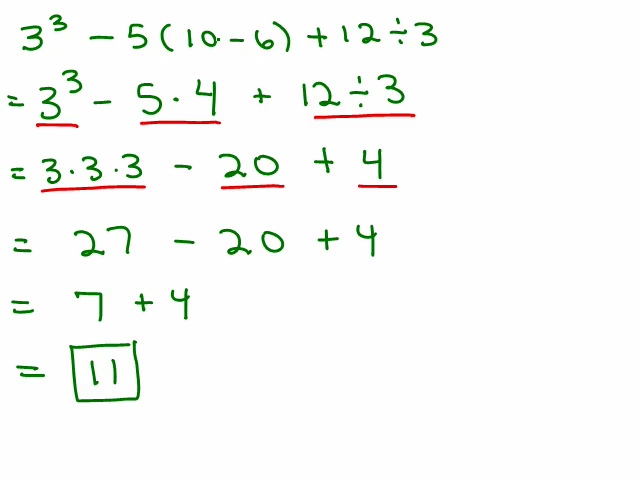 3³ - 5(10 - 6) + 12 ÷ 3
= 3³ - 5 · 4 + 12 ÷ 3
= 3 · 3 · 3 - 20 + 4
= 27 - 20 + 4
= 7 + 4
= 11